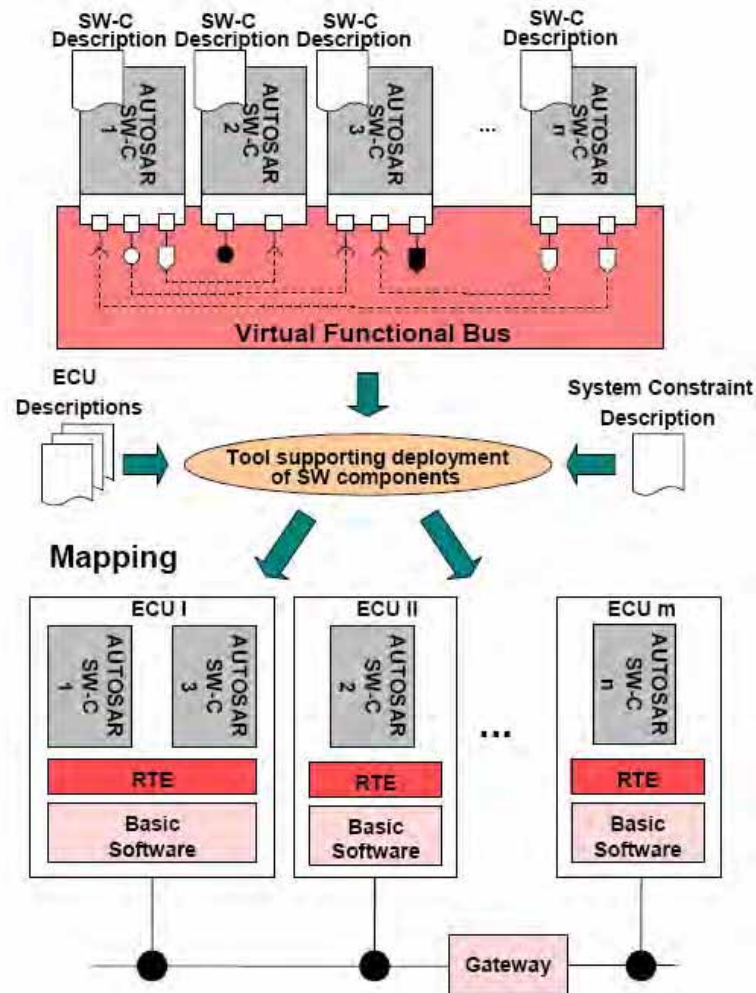 SW-C
Description
SW-C
Description
SW-C
Description
SW-C
Description
AUTOSAR
SW-C
1
AUTOSAR
SW-C
2
AUTOSAR
SW-C
3
...
AUTOSAR
SW-C
n
Virtual Functional Bus
ECU
Descriptions
System Constraint
Description
Tool supporting deployment
of SW components
Mapping
ECU I
AUTOSAR
SW-C
1
AUTOSAR
SW-C
3
RTE
Basic
Software
ECU II
AUTOSAR
SW-C
2
RTE
Basic
Software
...
ECU m
AUTOSAR
SW-C
n
RTE
Basic
Software
Gateway